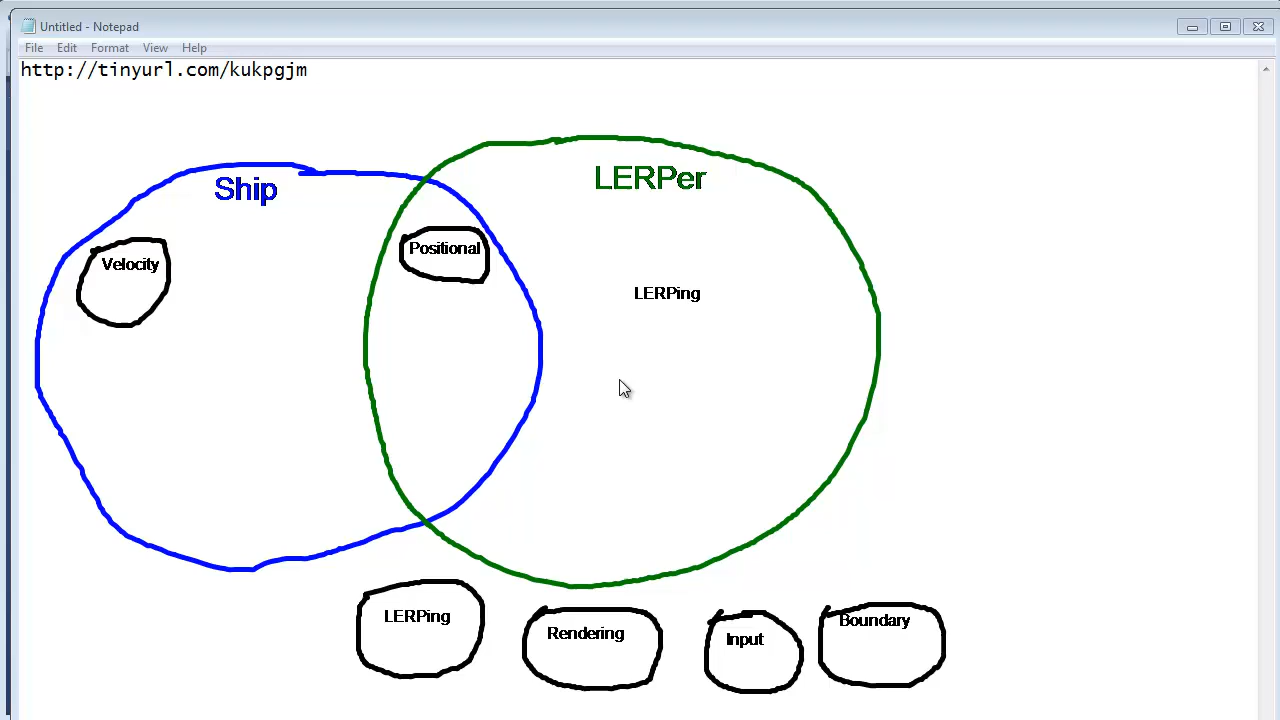 Untitled - Notepad
File Edit Format View Help
http://tinyurl.com/kukpgjm
Ship
LERPer
Velocity
Positional
LERPing
LERPing
Rendering
Input
Boundary